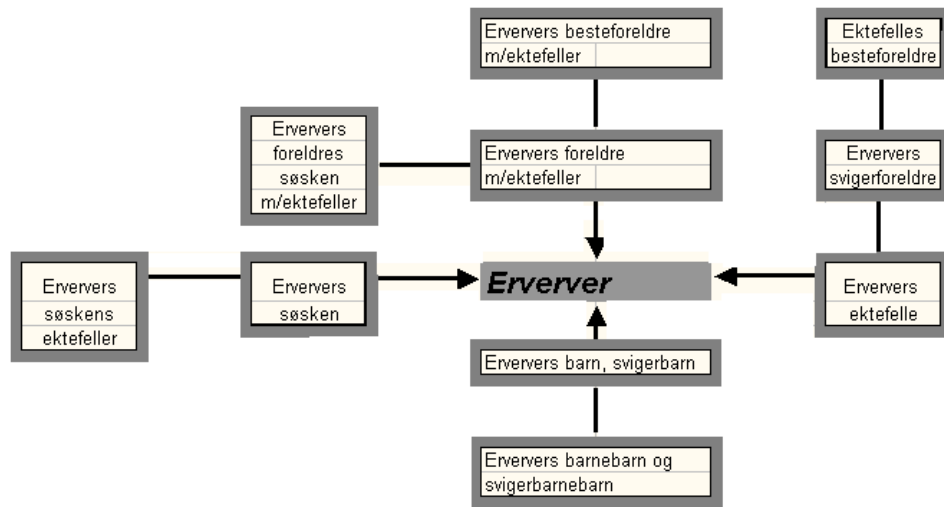 Erververs besteforeldre
m/ektefeller
Ektefelles
besteforeldre
Erververs
foreldres
søsken
m/ektefeller
Erververs foreldre
m/ektefeller
Erververs
svigerforeldre
Erververs
søskens
ektefeller
Erververs
søsken
Erverver
Erververs
ektefelle
Erververs barn, svigerbarn
Erververs barnebarn og
svigerbarnebarn